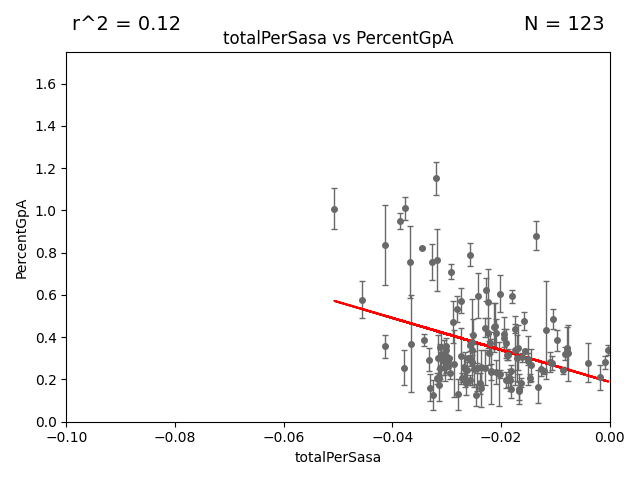 r^2 = 0.12
N = 123
totalPerSasa vs PercentGpA
1.6
1.4
1.2
1.0
0.8
0.6
0.4
0.2
0.0
PercentGpA
−0.10 −0.08 −0.06 −0.04 −0.02 0.00
totalPerSasa